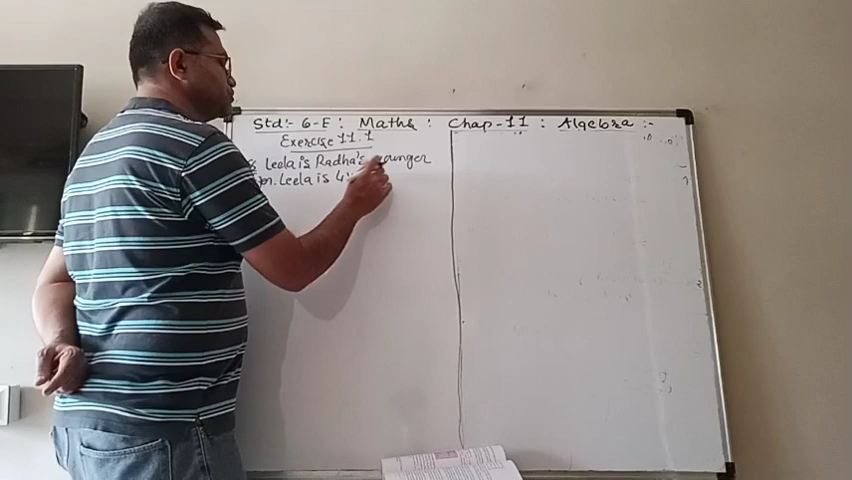 Std:- 6-E: Maths: Chap-11: Algebra:-
Exercise 11.1
Leela is Radha's younger
Leela is 4